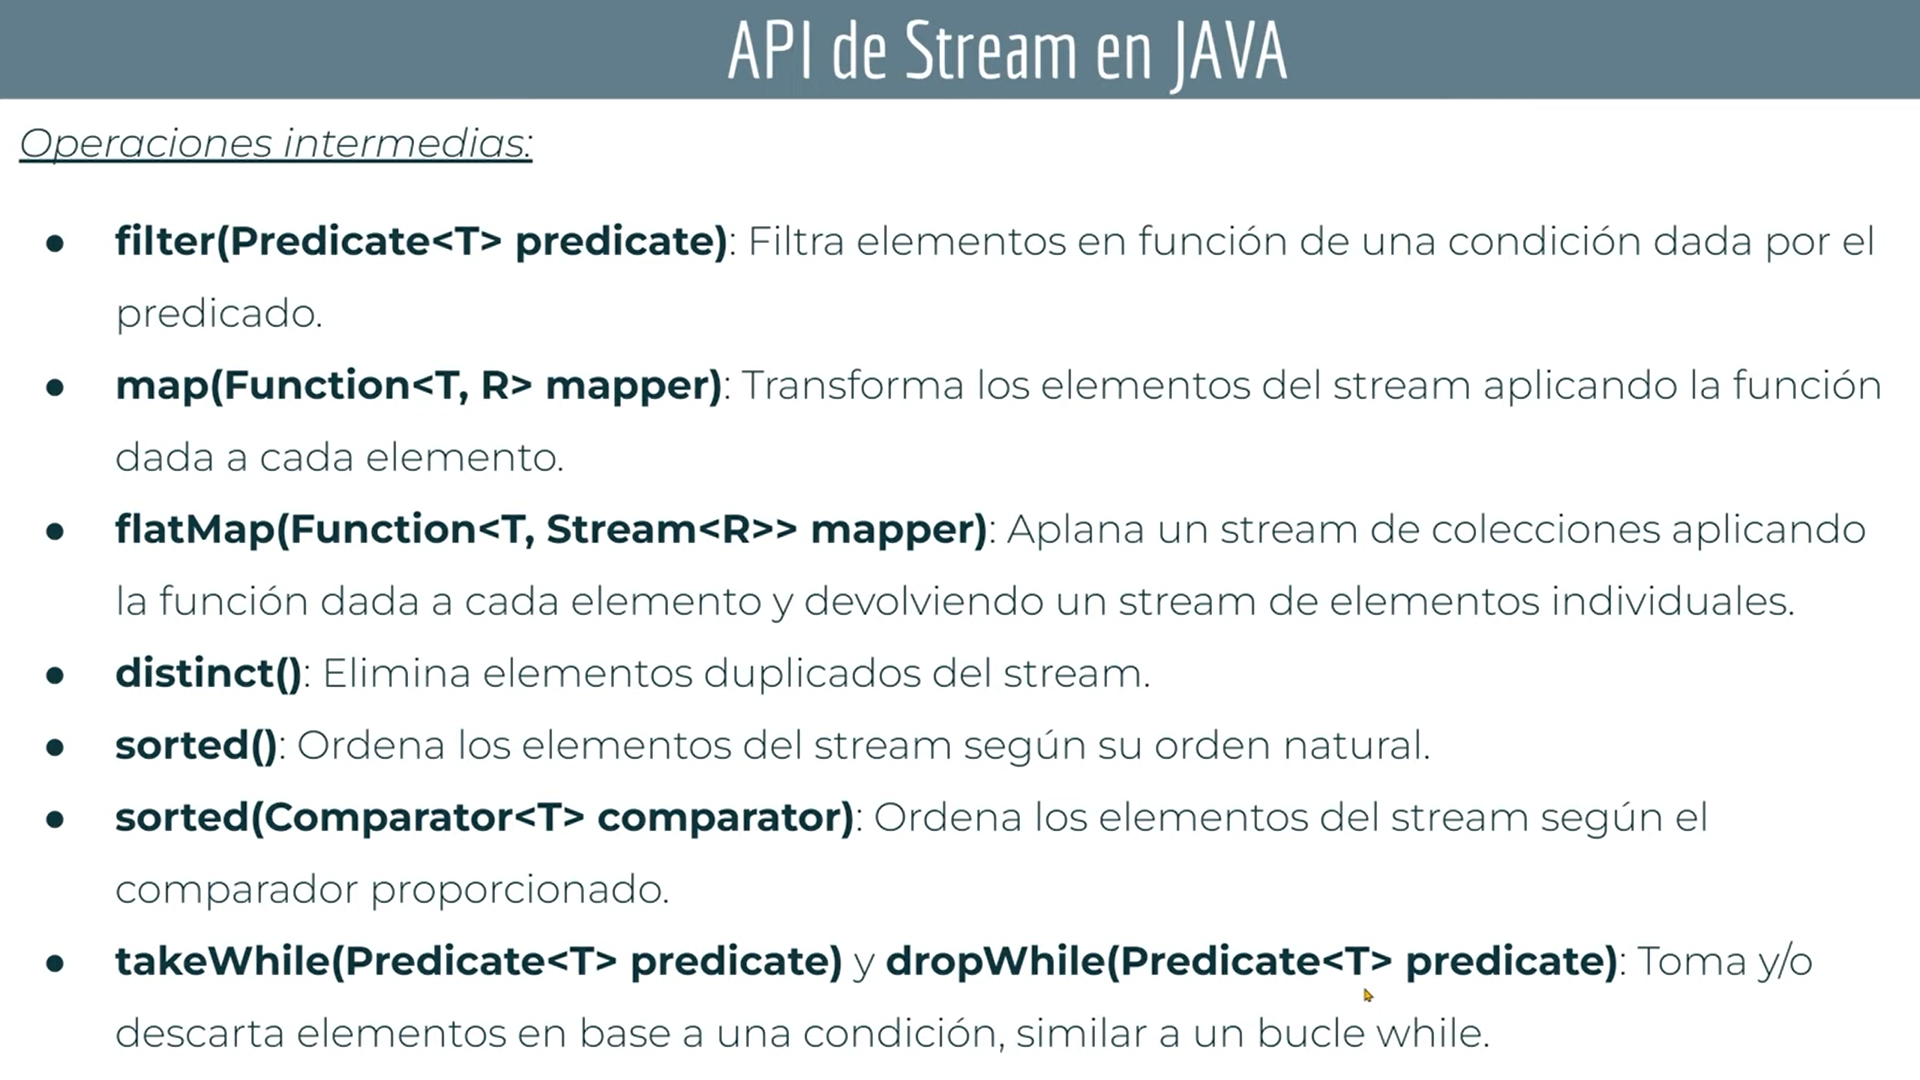 API de Stream en JAVA
Operaciones intermedias:
● filter(Predicate<T> predicate): Filtra elementos en función de una condición dada por el
predicado.
● map(Function<T, R> mapper): Transforma los elementos del stream aplicando la función
dada a cada elemento.
● flatMap(Function<T, Stream<R>> mapper): Aplana un stream de colecciones aplicando
la función dada a cada elemento y devolviendo un stream de elementos individuales.
● distinct(): Elimina elementos duplicados del stream.
● sorted(): Ordena los elementos del stream según su orden natural.
● sorted(Comparator<T> comparator): Ordena los elementos del stream según el
comparador proporcionado.
● takeWhile(Predicate<T> predicate) y dropWhile(Predicate<T> predicate): Toma y/o
descarta elementos en base a una condición, similar a un bucle while.